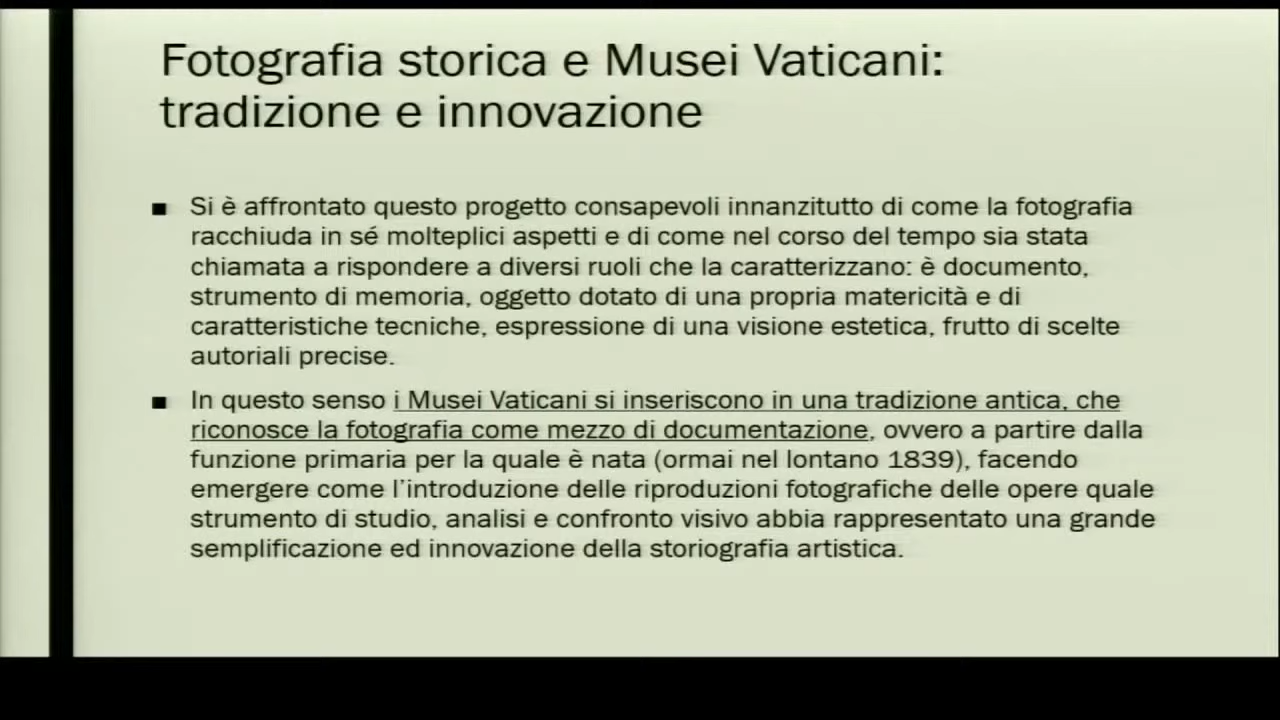 Fotografia storica e Musei Vaticani:
tradizione e innovazione
Si è affrontato questo progetto consapevoli innanzitutto di come la fotografia
racchiuda in sé molteplici aspetti e di come nel corso del tempo sia stata
chiamata a rispondere a diversi ruoli che la caratterizzano: è documento,
strumento di memoria, oggetto dotato di una propria matericità e di
caratteristiche tecniche, espressione di una visione estetica, frutto di scelte
autoriali precise.
In questo senso i Musei Vaticani si inseriscono in una tradizione antica, che
riconosce la fotografia come mezzo di documentazione, ovvero a partire dalla
funzione primaria per la quale è nata (ormai nel lontano 1839), facendo
emergere come l'introduzione delle riproduzioni fotografiche delle opere quale
strumento di studio, analisi e confronto visivo abbia rappresentato una grande
semplificazione ed innovazione della storiografia artistica.